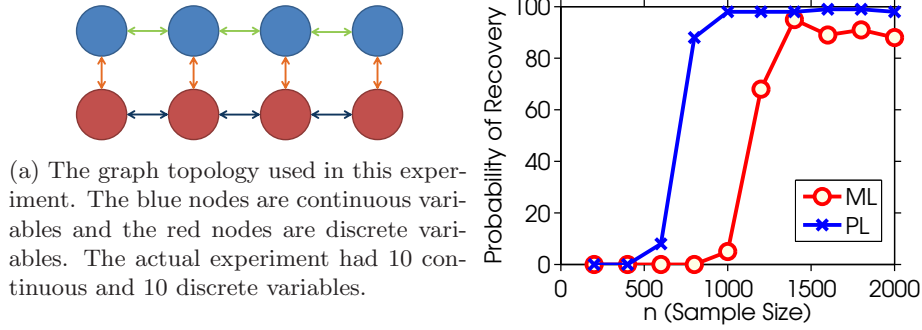 (a) The graph topology used in this exper-
iment. The blue nodes are continuous vari-
ables and the red nodes are discrete vari-
ables. The actual experiment had 10 con-
tinuous and 10 discrete variables.
Probability of Recovery
100
80
60
40
20
0
ML
PL
0 500 1000 1500 2000
n (Sample Size)